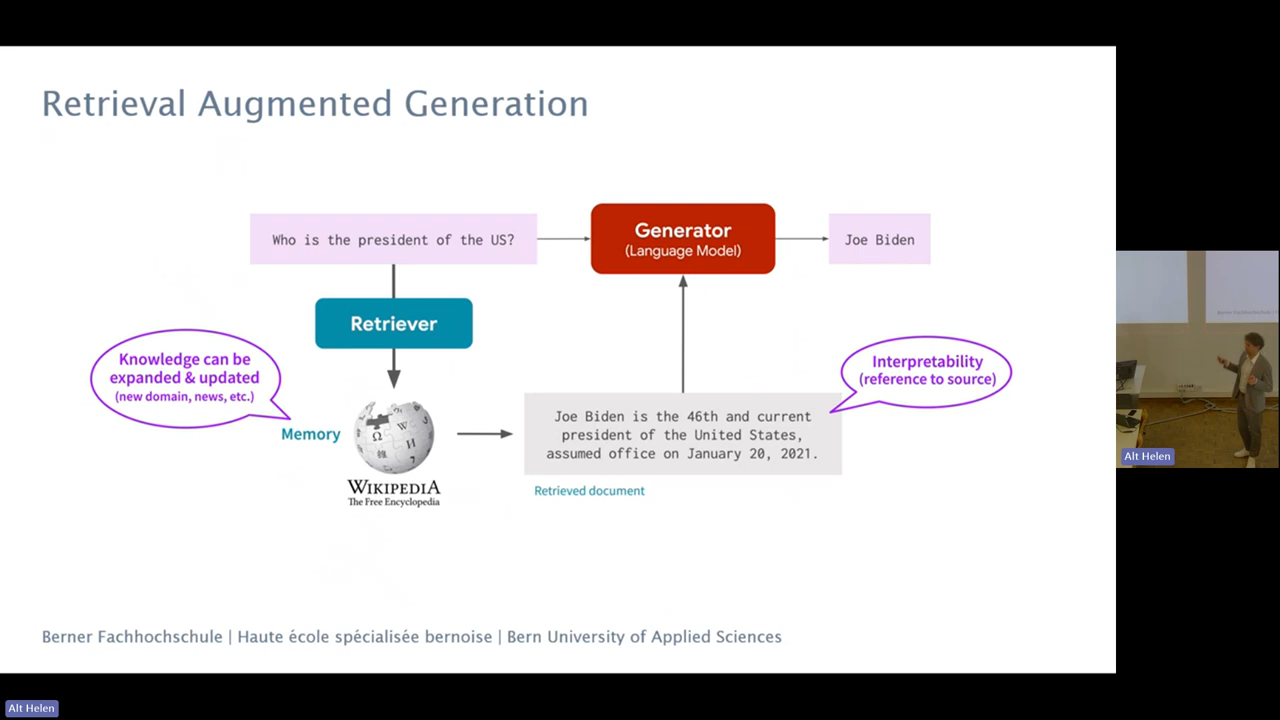 Retrieval Augmented Generation
Who is the president of the US?
Generator
(Language Model)
Joe Biden
Retriever
Knowledge can be
expanded & updated
(new domain, news, etc.)
Interpretability
(reference to source)
Memory
WIKIPEDIA
The Free Encyclopedia
Joe Biden is the 46th and current
president of the United States,
assumed office on January 20, 2021.
Retrieved document
Berner Fachhochschule | Haute école spécialisée bernoise | Bern University of Applied Sciences
Alt Helen
Alt Helen